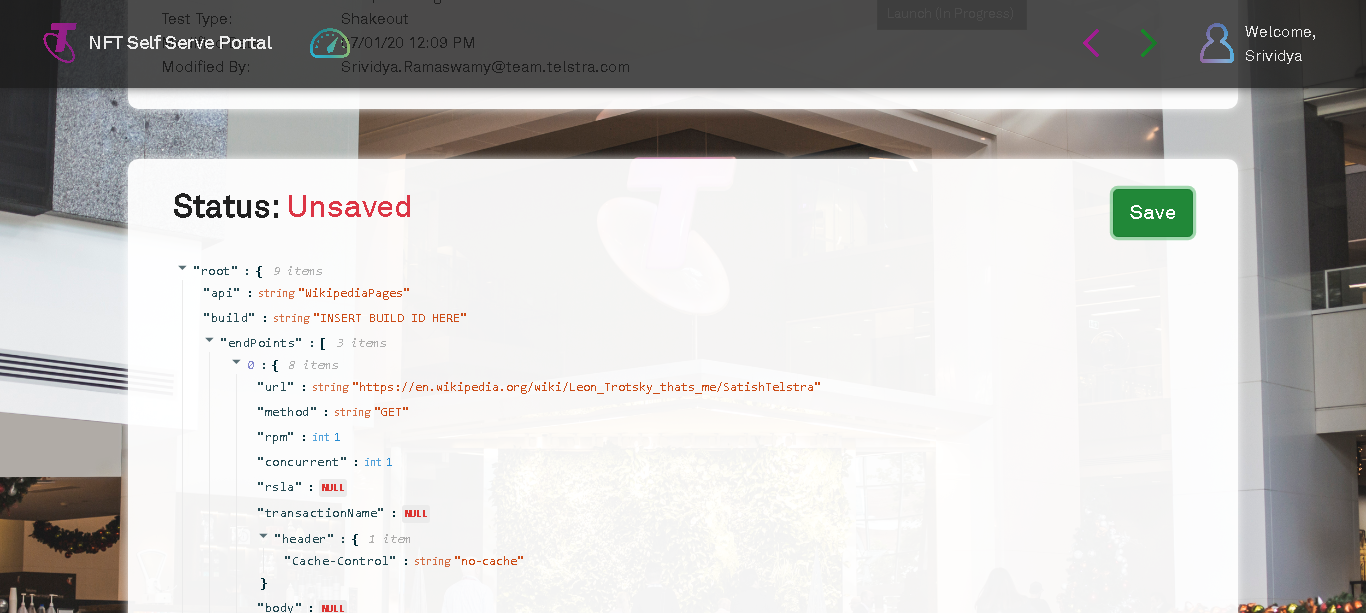 Test Type: Shakeout
Launch (In Progress)
NFT Self Serve Portal
7/01/20 12:09 PM
Welcome,
Srividya
Modified By: Srividya.Ramaswamy@team.telstra.com
Status: Unsaved
Save
"root" : { 9 items
"api" : string "WikipediaPages"
"build" : string "INSERT BUILD ID HERE"
"endPoints" : [ 3 items
0 : { 8 items
"url" : string "https://en.wikipedia.org/wiki/Leon_Trotsky_thats_me/SatishTelstra"
"method" : string "GET"
"rpm" : int 1
"concurrent" : int 1
"rsla" : NULL
"transactionName" : NULL
"header" : { 1 item
"Cache-Control" : string "no-cache"
}
"body" : NULL